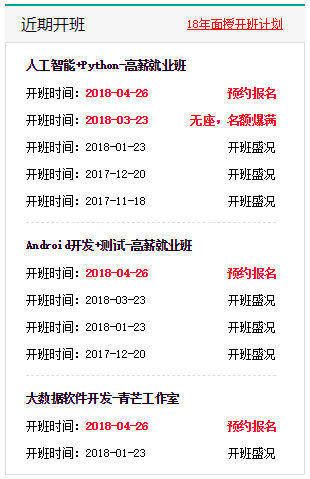 近期开班 18年面授开班计划
人工智能+Python-高薪就业班
开班时间：2018-04-26 预约报名
开班时间：2018-03-23 无座，名额爆满
开班时间：2018-01-23 开班盛况
开班时间：2017-12-20 开班盛况
开班时间：2017-11-18 开班盛况
Android开发+测试-高薪就业班
开班时间：2018-04-26 预约报名
开班时间：2018-03-23 开班盛况
开班时间：2018-01-23 开班盛况
开班时间：2017-12-20 开班盛况
大数据软件开发-青芒工作室
开班时间：2018-04-26 预约报名
开班时间：2018-01-23 开班盛况